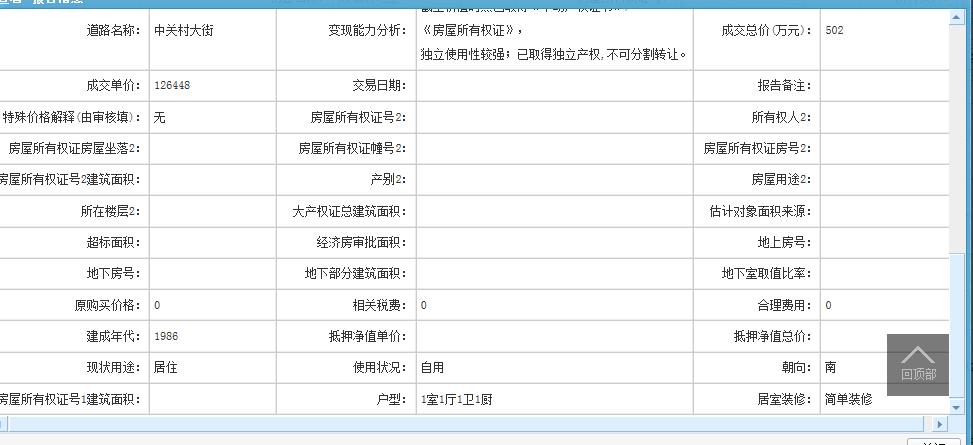 道路名称： 中关村大街 变现能力分析： 《房屋所有权证》， 成交总价(万元)： 502
独立使用性较强；已取得独立产权,不可分割转让。
成交单价： 126448 交易日期： 报告备注：
特殊价格解释(由审核填)： 无 房屋所有权证号2： 所有权人2：
房屋所有权证房屋坐落2： 房屋所有权证幢号2： 房屋所有权证房号2：
房屋所有权证号2建筑面积： 产别2： 房屋用途2：
所在楼层2： 大产权证总建筑面积： 估计对象面积来源：
超标面积： 经济房审批面积： 地上房号：
地下房号： 地下部分建筑面积： 地下室取值比率：
原购买价格： 0 相关税费： 0 合理费用： 0
建成年代： 1986 抵押净值单价： 抵押净值总价：
现状用途： 居住 使用状况： 自用 朝向： 南
回顶部
房屋所有权证号1建筑面积： 户型： 1室1厅1卫1厨 居室装修： 简单装修